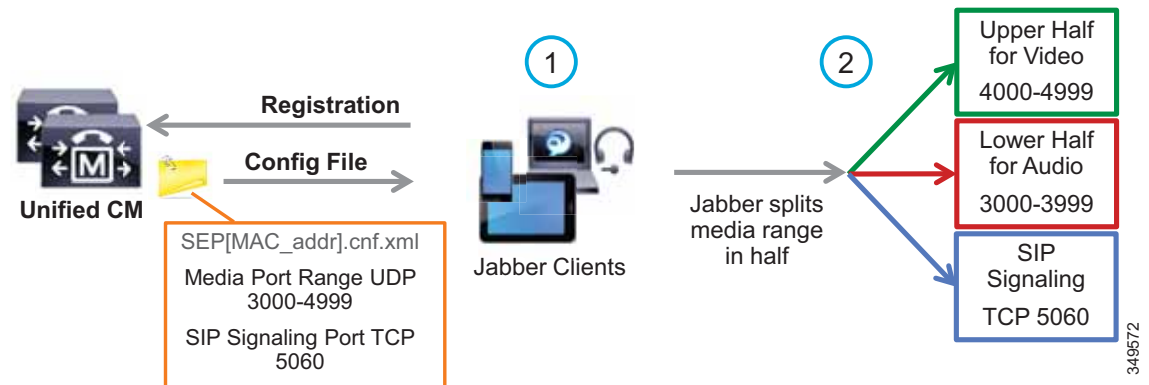 Registration
Config File
Unified CM
M
SEP[MAC_addr].cnf.xml
Media Port Range UDP
3000-4999
SIP Signaling Port TCP
5060
1
Jabber Clients
2
Jabber splits
media range
in half
Upper Half
for Video
4000-4999
Lower Half
for Audio
3000-3999
SIP
Signaling
TCP 5060
349572